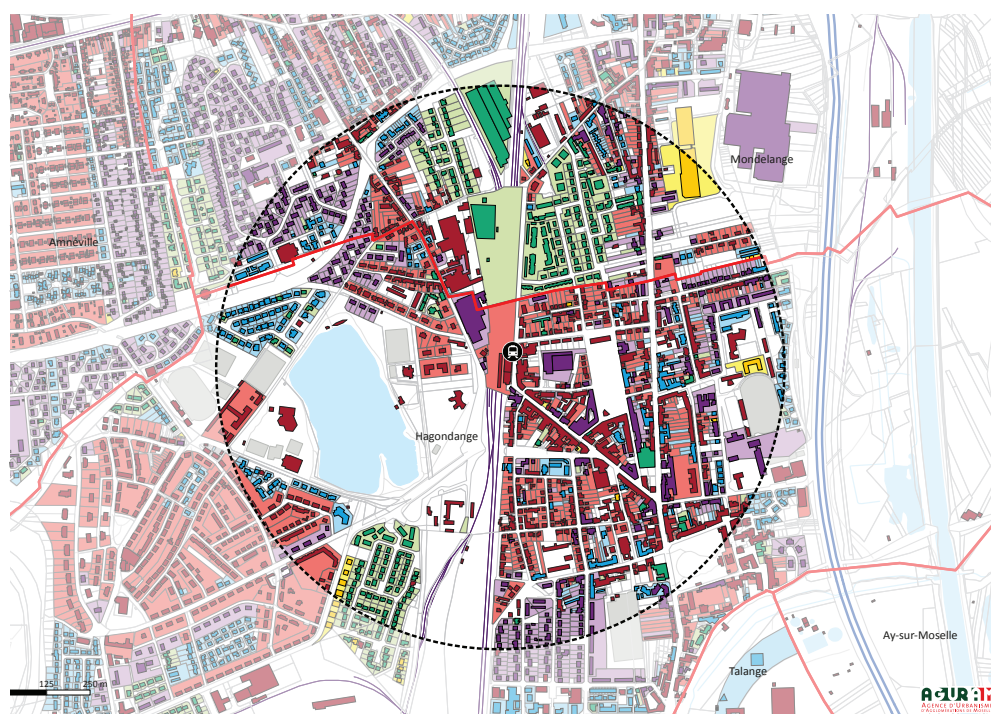 Mondelange
Amnéville
Hagondange
Ay-sur-Moselle
Talange
125 250 m
AGURAM
AGENCE D'URBANISME
D'AGGLOMÉRATIONS DE MOSELLE